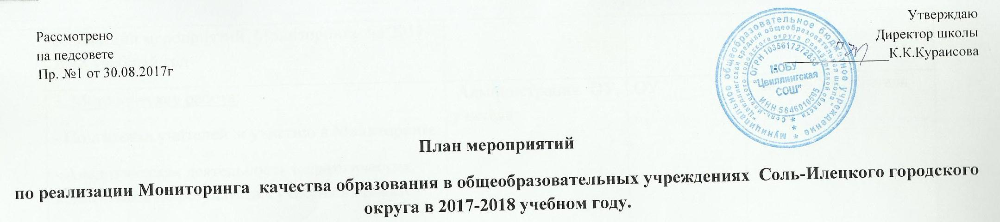 Рассмотрено
на педсовете
Пр. №1 от 30.08.2017г
Утверждаю
Директор школы
К.К.Кураисова
муниципальное общеобразовательное бюджетное учреждение
"Цвиллингская средняя общеобразовательная школа"
Соль-Илецкого городского округа Оренбургской области
ОГРН 1035617272833
МОБУ
"Цвиллингская
СОШ"
ИНН 5646010595
План мероприятий
по реализации Мониторинга качества образования в общеобразовательных учреждениях Соль-Илецкого городского
округа в 2017-2018 учебном году.